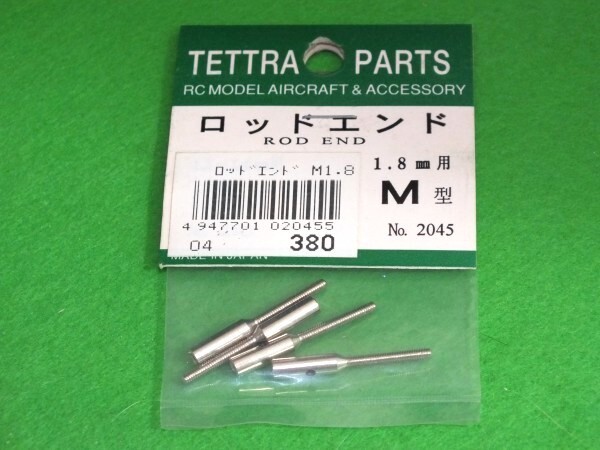 TETTRA PARTS
RC MODEL AIRCRAFT & ACCESSORY
ロッドエンド
ROD END
1.8㎜用
M型
No. 2045
ロッドエンド M1.8
4 947701 020455
04 380
MADE IN JAPAN